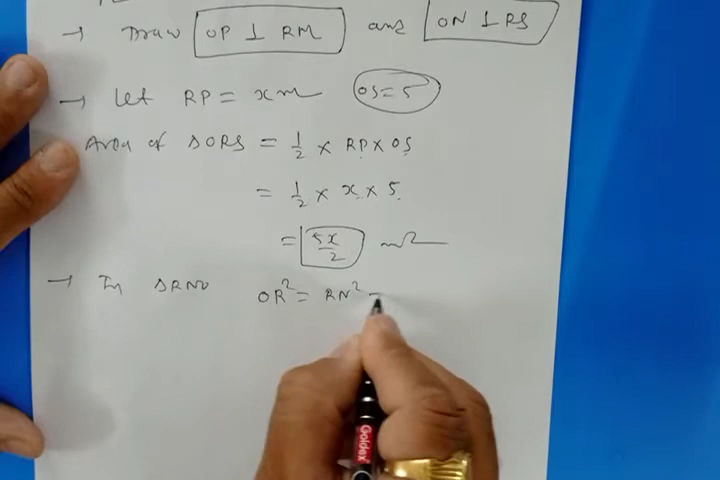 → Draw OP ⊥ RM and ON ⊥ RS
→ Let RP = x m OS = 5
Area of ΔORS = 1/2 × RP × OS
= 1/2 × x × 5
= 5x/2 m²
→ In ΔRNO OR² = RN² -
Goldex